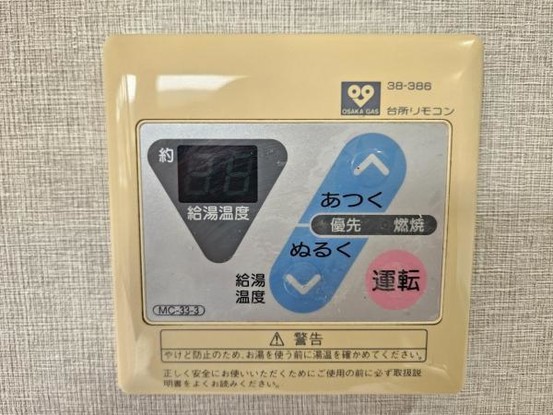 38-386
OSAKA GAS
台所リモコン
約
給湯温度
あつく
優先 燃焼
ぬるく
給湯
温度
運転
MC-33-3
⚠ 警告
やけど防止のため、お湯を使う前に湯温を確かめてください。
正しく安全にお使いいただくためにご使用の前に必ず取扱説
明書をよくお読みください。